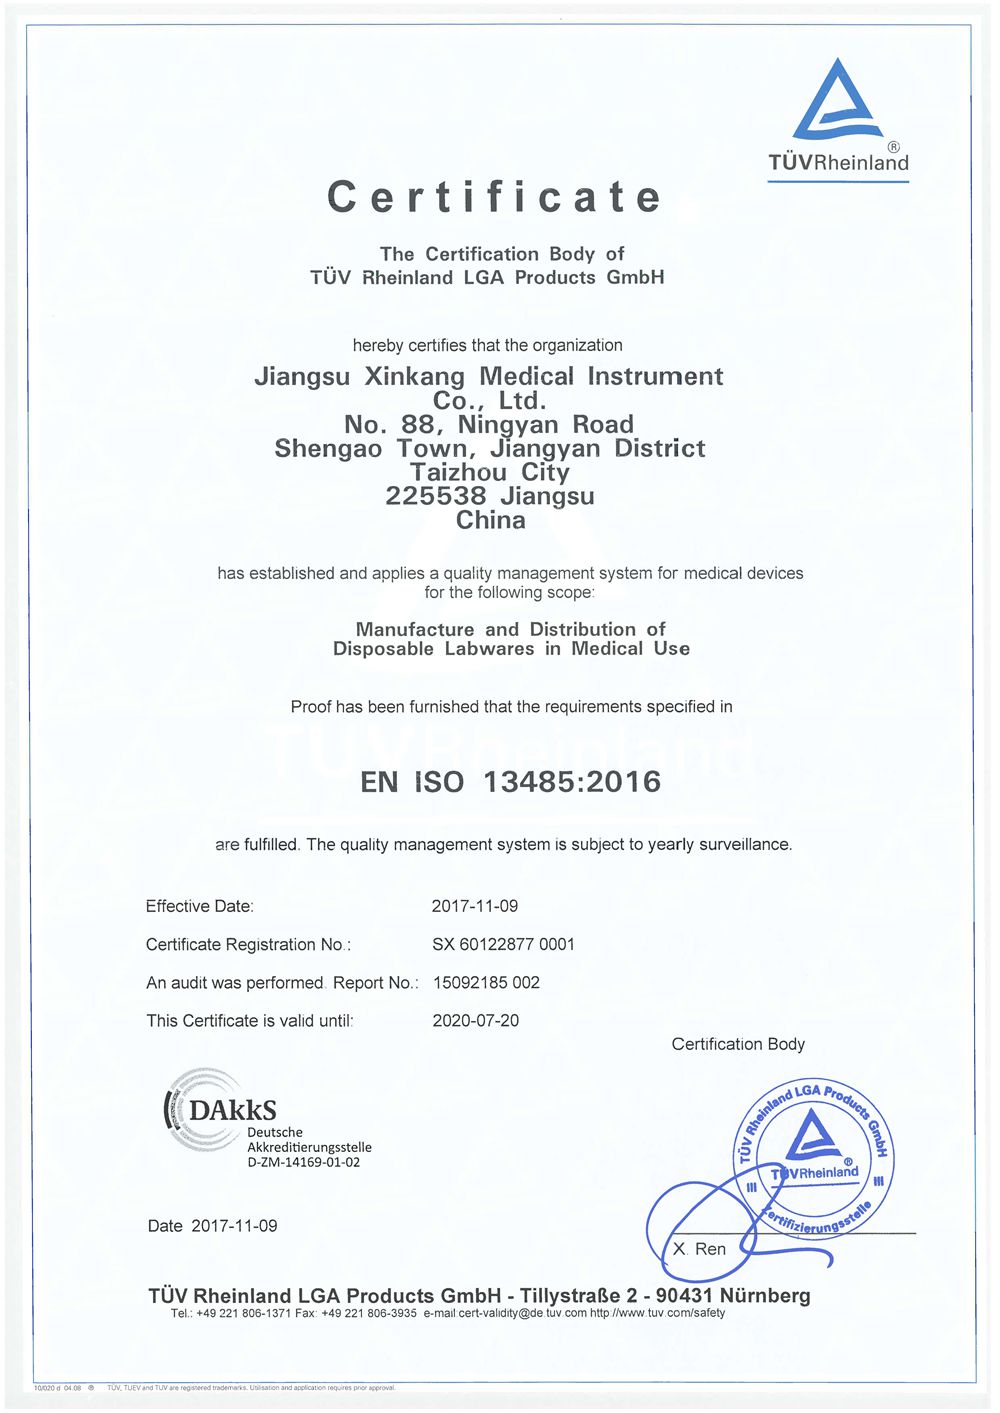 TÜVRheinland ®
Certificate
The Certification Body of
TÜV Rheinland LGA Products GmbH
hereby certifies that the organization
Jiangsu Xinkang Medical Instrument
Co., Ltd.
No. 88, Ningyan Road
Shengao Town, Jiangyan District
Taizhou City
225538 Jiangsu
China
has established and applies a quality management system for medical devices
for the following scope:
Manufacture and Distribution of
Disposable Labwares in Medical Use
Proof has been furnished that the requirements specified in
TÜVRheinland
EN ISO 13485:2016
are fulfilled. The quality management system is subject to yearly surveillance.
Effective Date: 2017-11-09
Certificate Registration No.: SX 60122877 0001
An audit was performed. Report No.: 15092185 002
This Certificate is valid until: 2020-07-20
Certification Body
DAkkS
Deutsche
Akkreditierungsstelle
D-ZM-14169-01-02
TÜV Rheinland LGA Products GmbH
TÜVRheinland ®
Zertifizierungsstelle
Date 2017-11-09
X. Ren
TÜV Rheinland LGA Products GmbH - Tillystraße 2 - 90431 Nürnberg
Tel.: +49 221 806-1371 Fax: +49 221 806-3935 e-mail:cert-validity@de.tuv.com http://www.tuv.com/safety
10/020 d 04.08 ® TÜV, TUEV and TUV are registered trademarks. Utilisation and application requires prior approval.